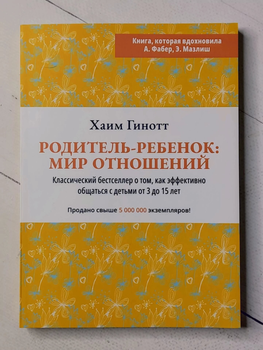 Книга, которая вдохновила
А. Фабер, Э. Мазлиш
Хаим Гинотт
РОДИТЕЛЬ-РЕБЕНОК:
МИР ОТНОШЕНИЙ
Классический бестселлер о том, как эффективно
общаться с детьми от 3 до 15 лет
Продано свыше 5 000 000 экземпляров!